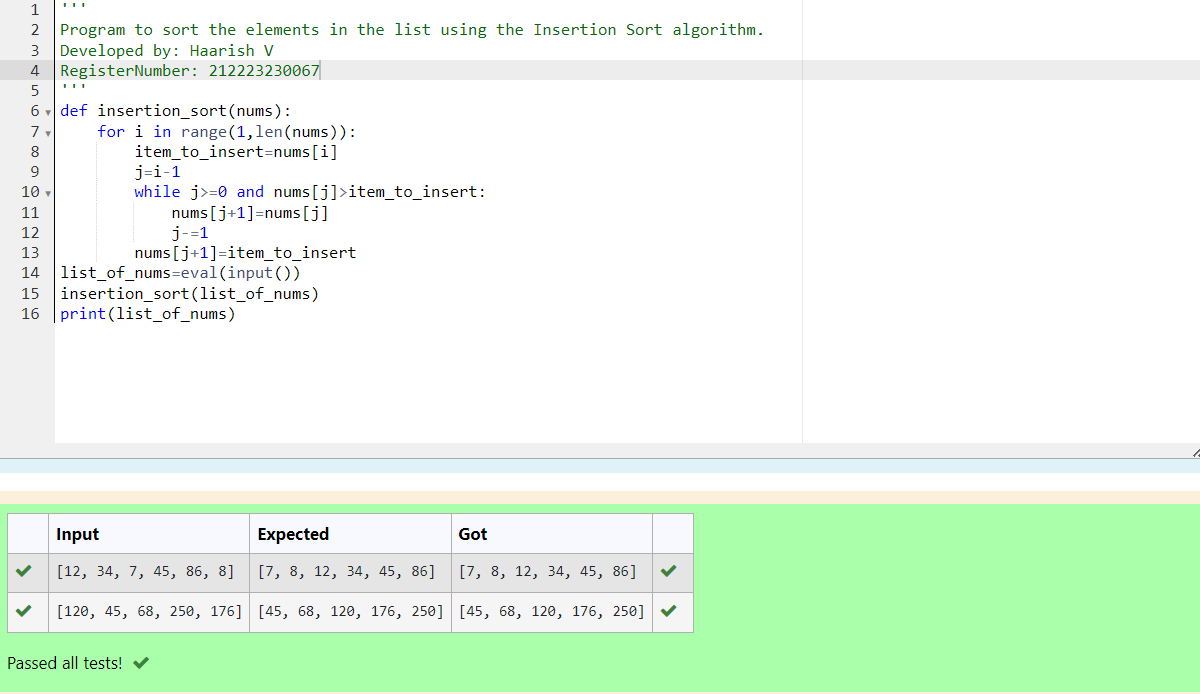 1 '''
2 Program to sort the elements in the list using the Insertion Sort algorithm.
3 Developed by: Haarish V
4 RegisterNumber: 212223230067
5 '''
6 def insertion_sort(nums):
7     for i in range(1,len(nums)):
8         item_to_insert=nums[i]
9         j=i-1
10         while j>=0 and nums[j]>item_to_insert:
11             nums[j+1]=nums[j]
12             j-=1
13         nums[j+1]=item_to_insert
14 list_of_nums=eval(input())
15 insertion_sort(list_of_nums)
16 print(list_of_nums)
Input Expected Got
[12, 34, 7, 45, 86, 8] [7, 8, 12, 34, 45, 86] [7, 8, 12, 34, 45, 86]
[120, 45, 68, 250, 176] [45, 68, 120, 176, 250] [45, 68, 120, 176, 250]
Passed all tests!